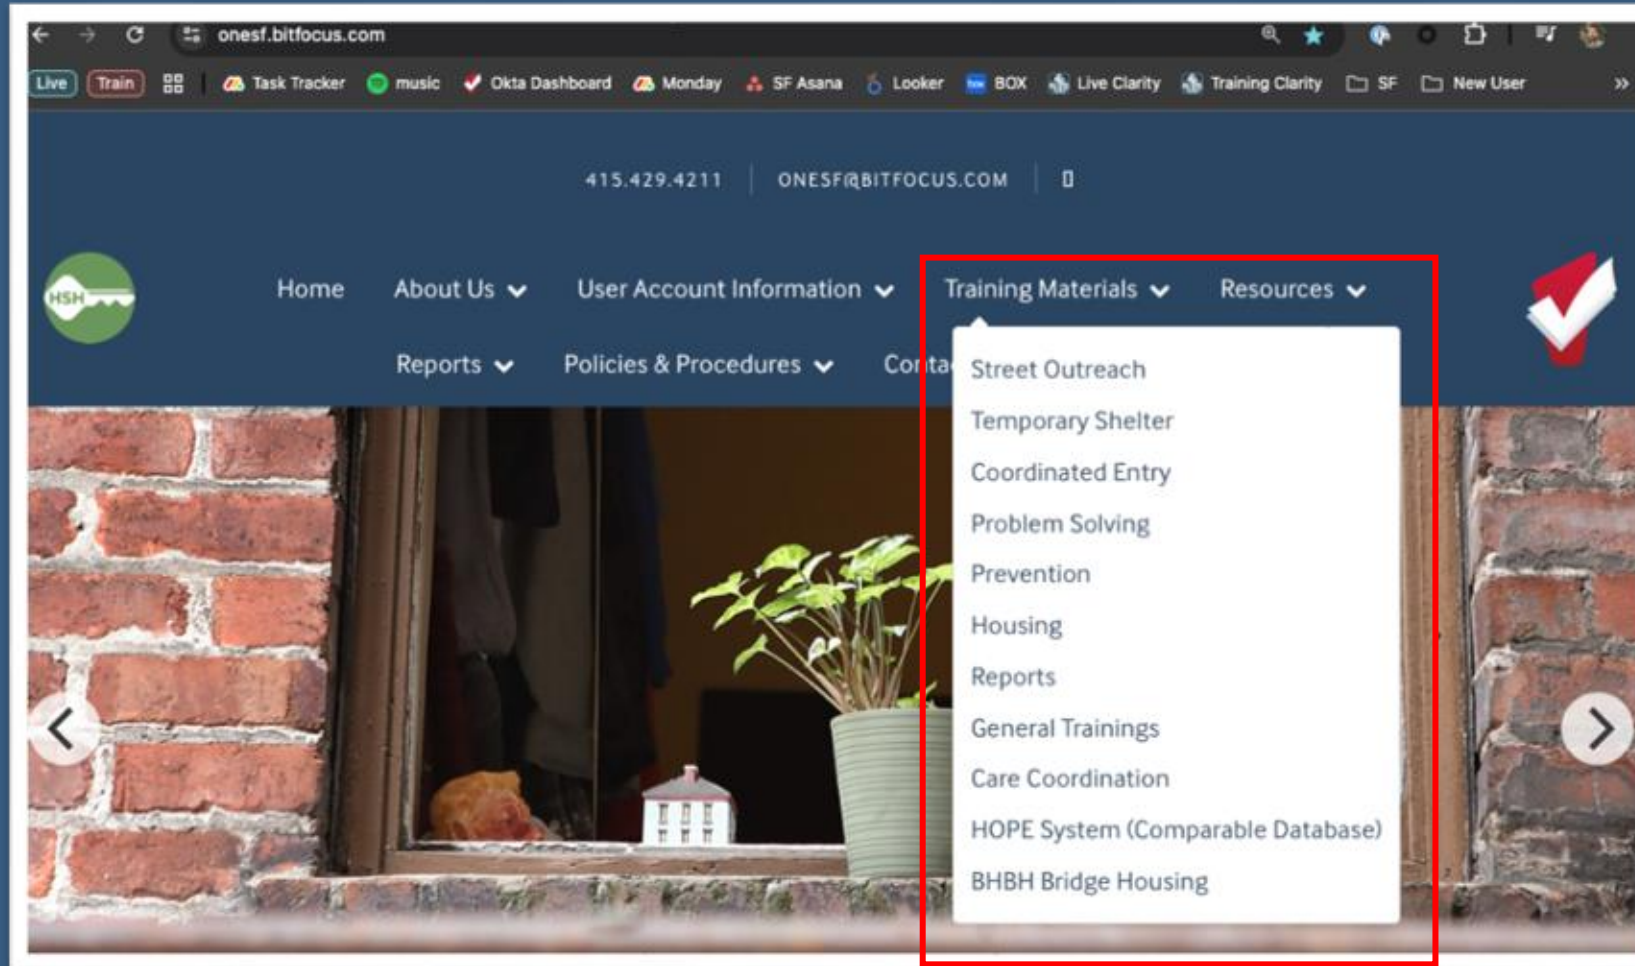 onesf.bitfocus.com
Live Train Task Tracker music Okta Dashboard Monday SF Asana Looker BOX Live Clarity Training Clarity SF New User »
415.429.4211 ONESF@BITFOCUS.COM
HSH Home About Us User Account Information Training Materials Resources
Reports Policies & Procedures Conta
Street Outreach
Temporary Shelter
Coordinated Entry
Problem Solving
Prevention
Housing
Reports
General Trainings
Care Coordination
HOPE System (Comparable Database)
BHBH Bridge Housing